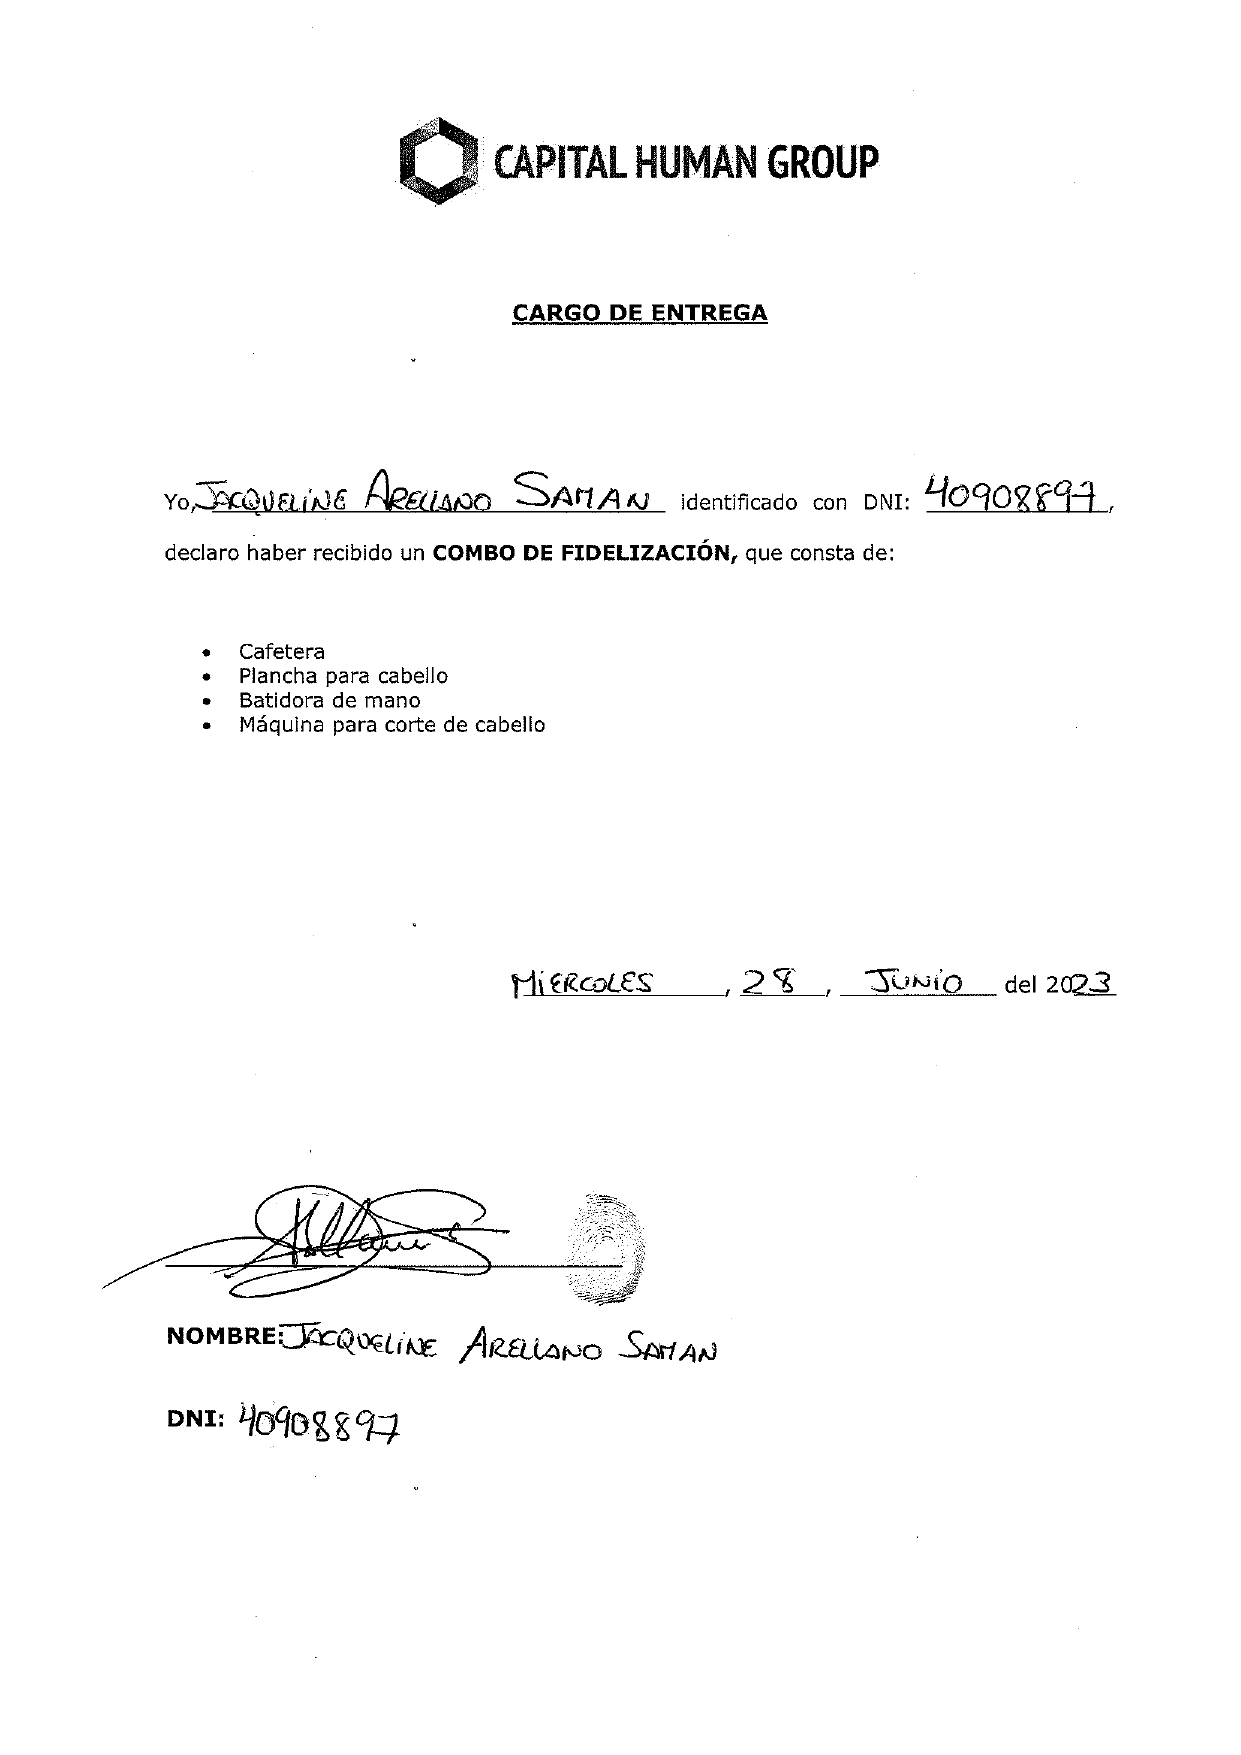 CAPITAL HUMAN GROUP
CARGO DE ENTREGA
Yo, JACQUELINE ARELLANO SAMAN identificado con DNI: 40908897,
declaro haber recibido un COMBO DE FIDELIZACIÓN, que consta de:
• Cafetera
• Plancha para cabello
• Batidora de mano
• Máquina para corte de cabello
MIERCOLES , 28 , JUNIO del 2023
NOMBRE: JACQUELINE ARELLANO SAMAN
DNI: 40908897